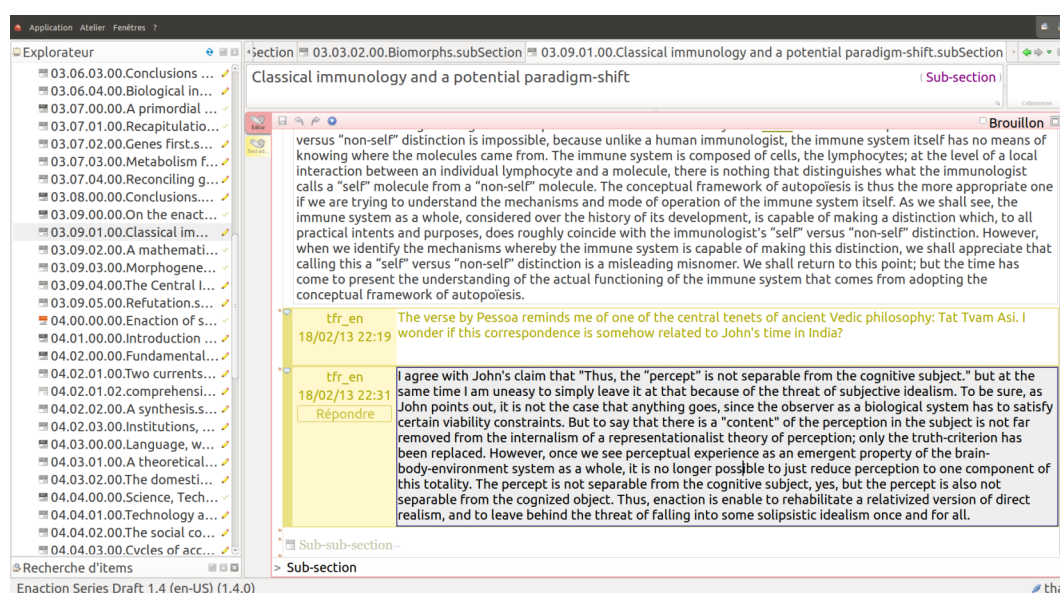 Application Atelier Fenêtres ?
Explorateur
Section
03.03.02.00.Biomorphs.subSection
03.09.01.00.Classical immunology and a potential paradigm-shift.subSection
03.06.03.00.Conclusions ...
03.06.04.00.Biological in...
03.07.00.00.A primordial ...
03.07.01.00.Recapitulatio...
03.07.02.00.Genes first.s...
03.07.03.00.Metabolism f...
03.07.04.00.Reconciling g...
03.08.00.00.Conclusions....
03.09.00.00.On the enact...
03.09.01.00.Classical im...
03.09.02.00.A mathemati...
03.09.03.00.Morphogene...
03.09.04.00.The Central I...
03.09.05.00.Refutation.s...
04.00.00.00.Enaction of s...
04.01.00.00.Introduction ...
04.02.00.00.Fundamental...
04.02.01.00.Two currents...
04.02.01.02.comprehensi...
04.02.02.00.A synthesis.s...
04.02.03.00.Institutions, ...
04.03.00.00.Language, w...
04.03.01.00.A theoretical...
04.03.02.00.The domesti...
04.04.00.00.Science, Tech...
04.04.01.00.Technology a...
04.04.02.00.The social co...
04.04.03.00.Cycles of acc...
Recherche d'items
Classical immunology and a potential paradigm-shift
( Sub-section )
Editor
Brouillon
versus “non-self” distinction is impossible, because unlike a human immunologist, the immune system itself has no means of
knowing where the molecules came from. The immune system is composed of cells, the lymphocytes; at the level of a local
interaction between an individual lymphocyte and a molecule, there is nothing that distinguishes what the immunologist
calls a “self” molecule from a “non-self” molecule. The conceptual framework of autopoïesis is thus the more appropriate one
if we are trying to understand the mechanisms and mode of operation of the immune system itself. As we shall see, the
immune system as a whole, considered over the history of its development, is capable of making a distinction which, to all
practical intents and purposes, does roughly coincide with the immunologist's “self” versus “non-self” distinction. However,
when we identify the mechanisms whereby the immune system is capable of making this distinction, we shall appreciate that
calling this a “self” versus “non-self” distinction is a misleading misnomer. We shall return to this point; but the time has
come to present the understanding of the actual functioning of the immune system that comes from adopting the
conceptual framework of autopoïesis.
tfr_en
18/02/13 22:19
The verse by Pessoa reminds me of one of the central tenets of ancient Vedic philosophy: Tat Tvam Asi. I
wonder if this correspondence is somehow related to John's time in India?
tfr_en
18/02/13 22:31
Répondre
I agree with John's claim that "Thus, the “percept” is not separable from the cognitive subject." but at the
same time I am uneasy to simply leave it at that because of the threat of subjective idealism. To be sure, as
John points out, it is not the case that anything goes, since the observer as a biological system has to satisfy
certain viability constraints. But to say that there is a "content" of the perception in the subject is not far
removed from the internalism of a representationalist theory of perception; only the truth-criterion has
been replaced. However, once we see perceptual experience as an emergent property of the brain-
body-environment system as a whole, it is no longer possible to just reduce perception to one component of
this totality. The percept is not separable from the cognitive subject, yes, but the percept is also not
separable from the cognized object. Thus, enaction is enable to rehabilitate a relativized version of direct
realism, and to leave behind the threat of falling into some solipsistic idealism once and for all.
Sub-sub-section
> Sub-section
Enaction Series Draft 1.4 (en-US) (1.4.0)